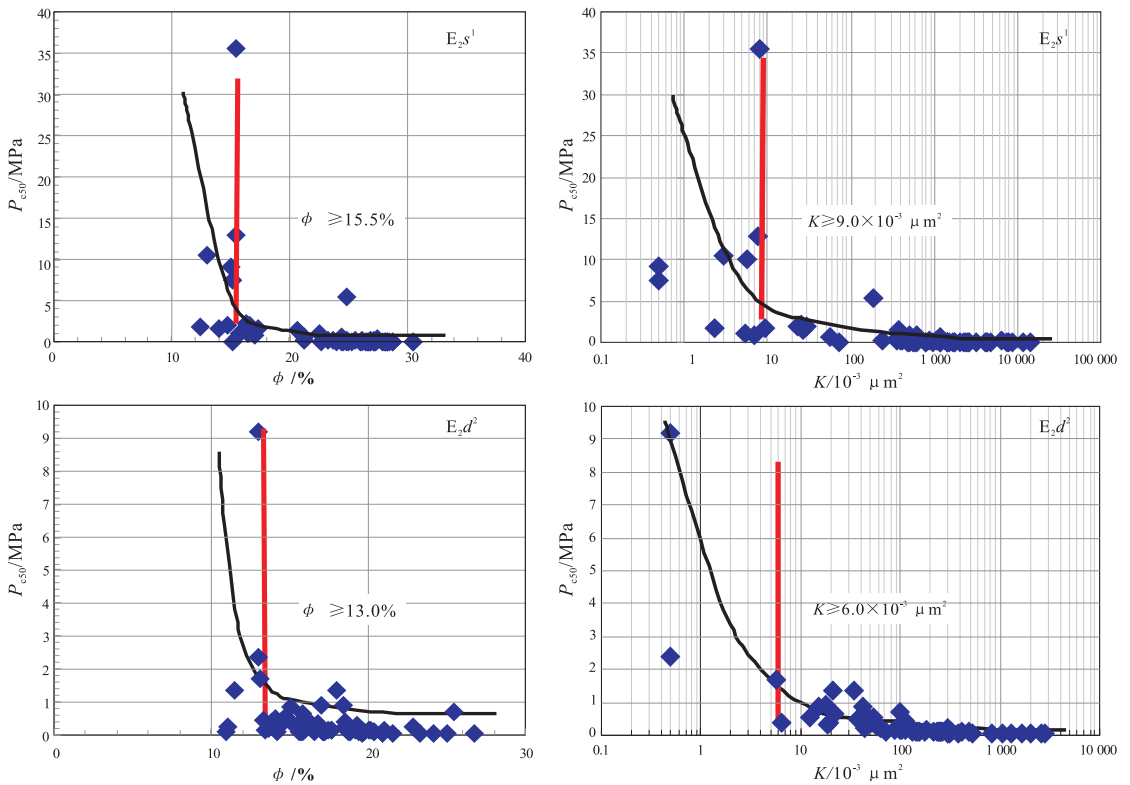 40
35
30
25
20
15
10
5
0
0 10 20 30 40
P_c50/MPa
ϕ /%
E₂s¹
ϕ ≥15.5%
40
35
30
25
20
15
10
5
0
0.1 1 10 100 1 000 10 000 100 000
P_c50/MPa
K/10⁻³ μm²
E₂s¹
K≥9.0×10⁻³ μm²
10
9
8
7
6
5
4
3
2
1
0
0 10 20 30
P_c50/MPa
ϕ /%
E₂d²
ϕ ≥13.0%
10
9
8
7
6
5
4
3
2
1
0
0.1 1 10 100 1 000 10 000
P_c50/MPa
K/10⁻³ μm²
E₂d²
K≥6.0×10⁻³ μm²